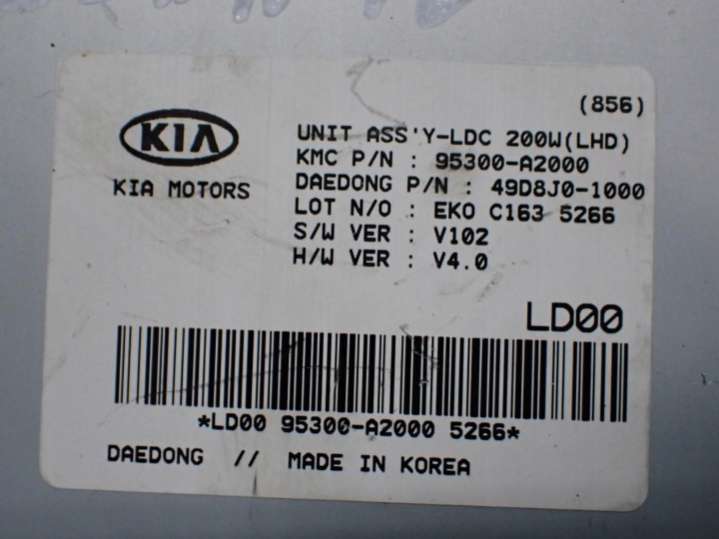 (856)
KIA
KIA MOTORS
UNIT ASS'Y-LDC 200W(LHD)
KMC P/N : 95300-A2000
DAEDONG P/N : 49D8J0-1000
LOT N/O : EKO C163 5266
S/W VER : V102
H/W VER : V4.0
LD00
*LD00 95300-A2000 5266*
DAEDONG // MADE IN KOREA